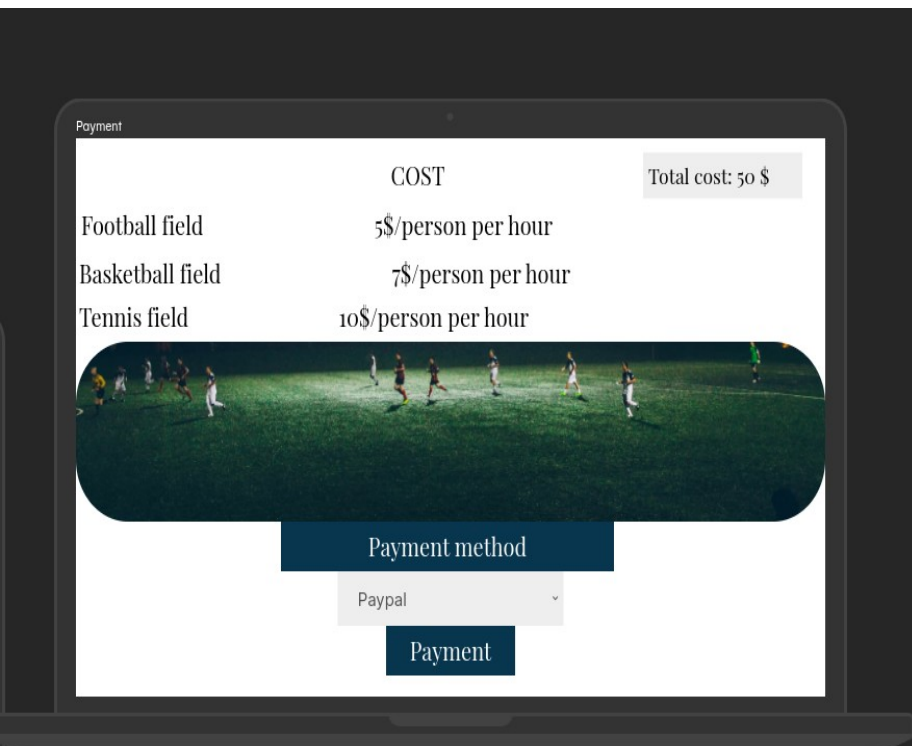 Payment
COST
Total cost: 50 $
Football field 5$/person per hour
Basketball field 7$/person per hour
Tennis field 10$/person per hour
Payment method
Paypal
Payment